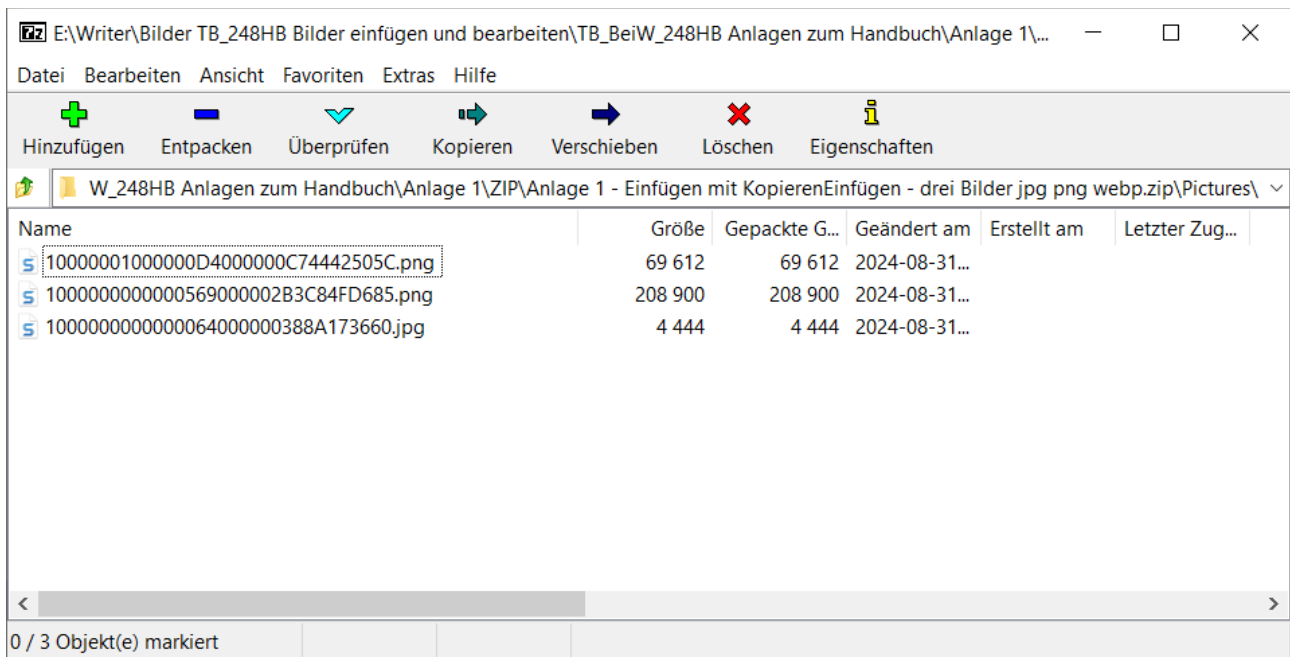 E:\Writer\Bilder TB_248HB Bilder einfügen und bearbeiten\TB_BeiW_248HB Anlagen zum Handbuch\Anlage 1\...
Datei Bearbeiten Ansicht Favoriten Extras Hilfe
Hinzufügen Entpacken Überprüfen Kopieren Verschieben Löschen Eigenschaften
W_248HB Anlagen zum Handbuch\Anlage 1\ZIP\Anlage 1 - Einfügen mit KopierenEinfügen - drei Bilder jpg png webp.zip\Pictures\
Name Größe Gepackte G... Geändert am Erstellt am Letzter Zug...
10000001000000D4000000C74442505C.png 69 612 69 612 2024-08-31...
1000000000000569000002B3C84FD685.png 208 900 208 900 2024-08-31...
1000000000000064000000388A173660.jpg 4 444 4 444 2024-08-31...
0 / 3 Objekt(e) markiert